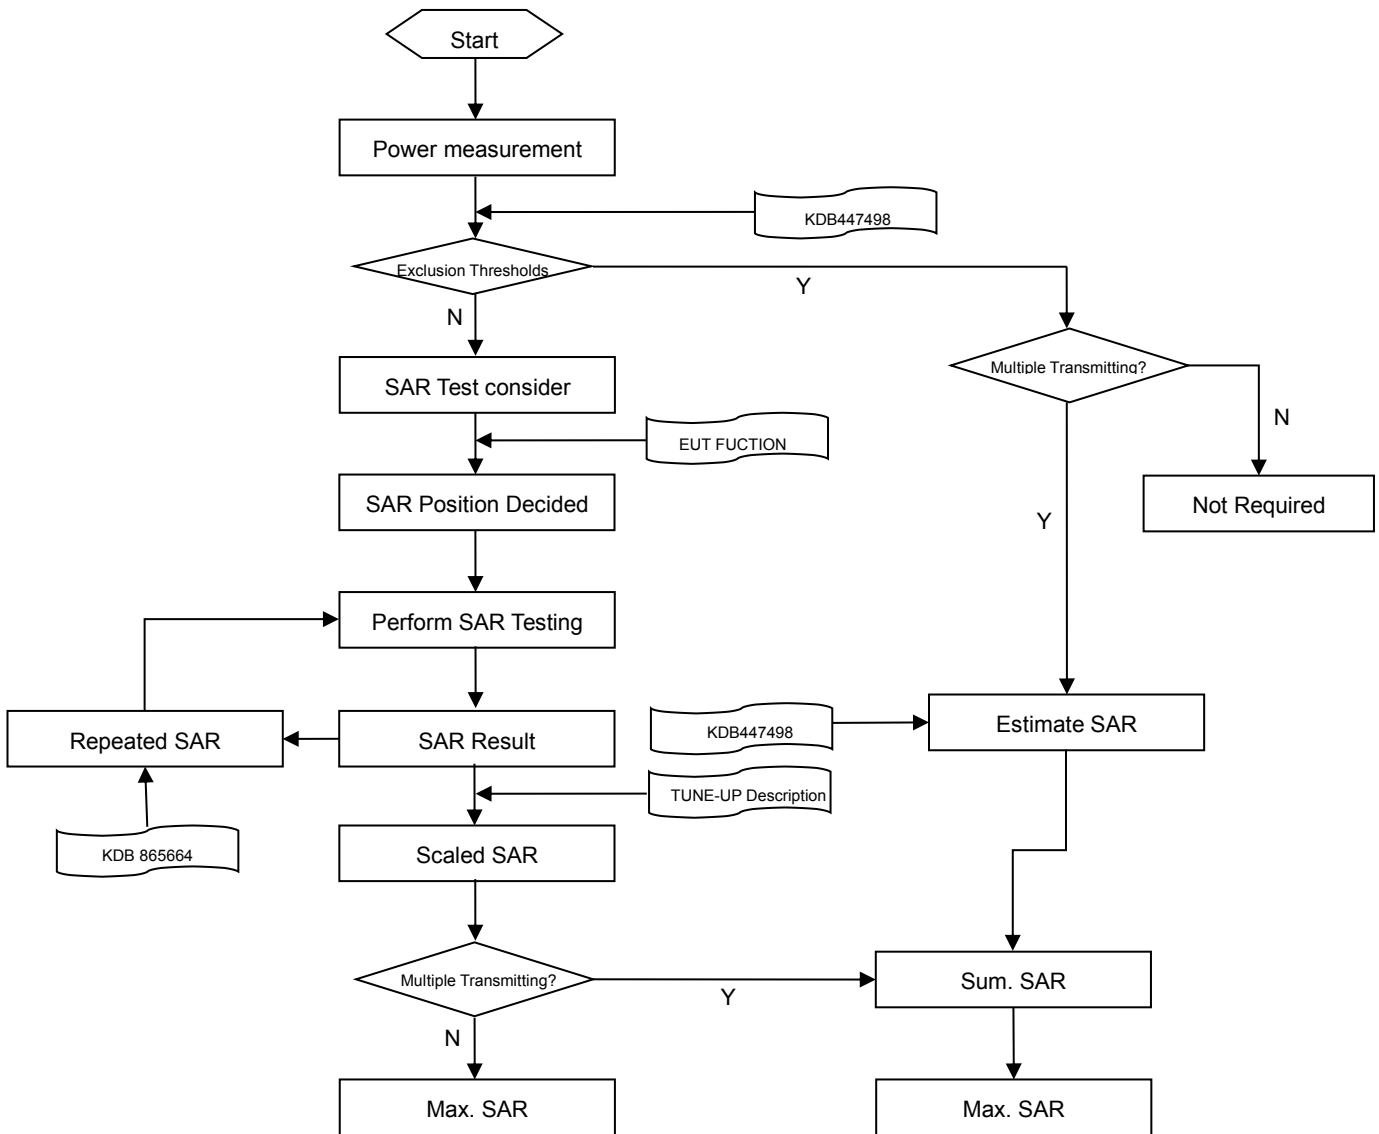 Start
Power measurement
KDB447498
Exclusion Thresholds
Y
N
Multiple Transmitting?
SAR Test consider
N
EUT FUCTION
SAR Position Decided
Not Required
Y
Perform SAR Testing
Repeated SAR
SAR Result
KDB447498
Estimate SAR
TUNE-UP Description
KDB 865664
Scaled SAR
Multiple Transmitting?
Y
Sum. SAR
N
Max. SAR
Max. SAR